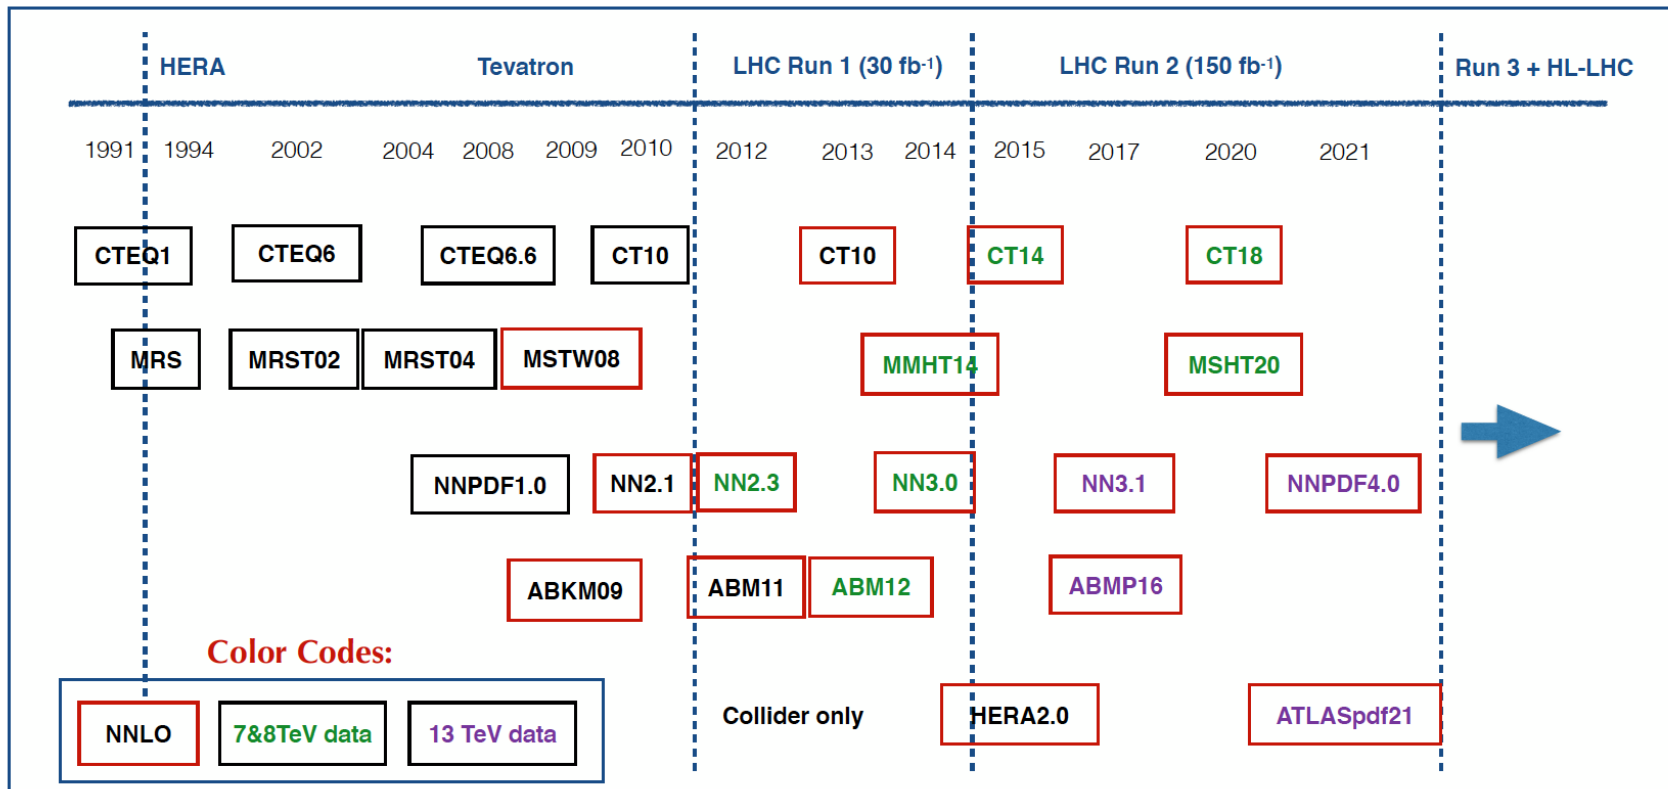 HERA Tevatron LHC Run 1 (30 fb⁻¹) LHC Run 2 (150 fb⁻¹) Run 3 + HL-LHC
1991 1994 2002 2004 2008 2009 2010 2012 2013 2014 2015 2017 2020 2021
CTEQ1 CTEQ6 CTEQ6.6 CT10 CT10 CT14 CT18
MRS MRST02 MRST04 MSTW08 MMHT14 MSHT20
NNPDF1.0 NN2.1 NN2.3 NN3.0 NN3.1 NNPDF4.0
ABKM09 ABM11 ABM12 ABMP16
Color Codes:
NNLO 7&8TeV data 13 TeV data
Collider only HERA2.0 ATLASpdf21